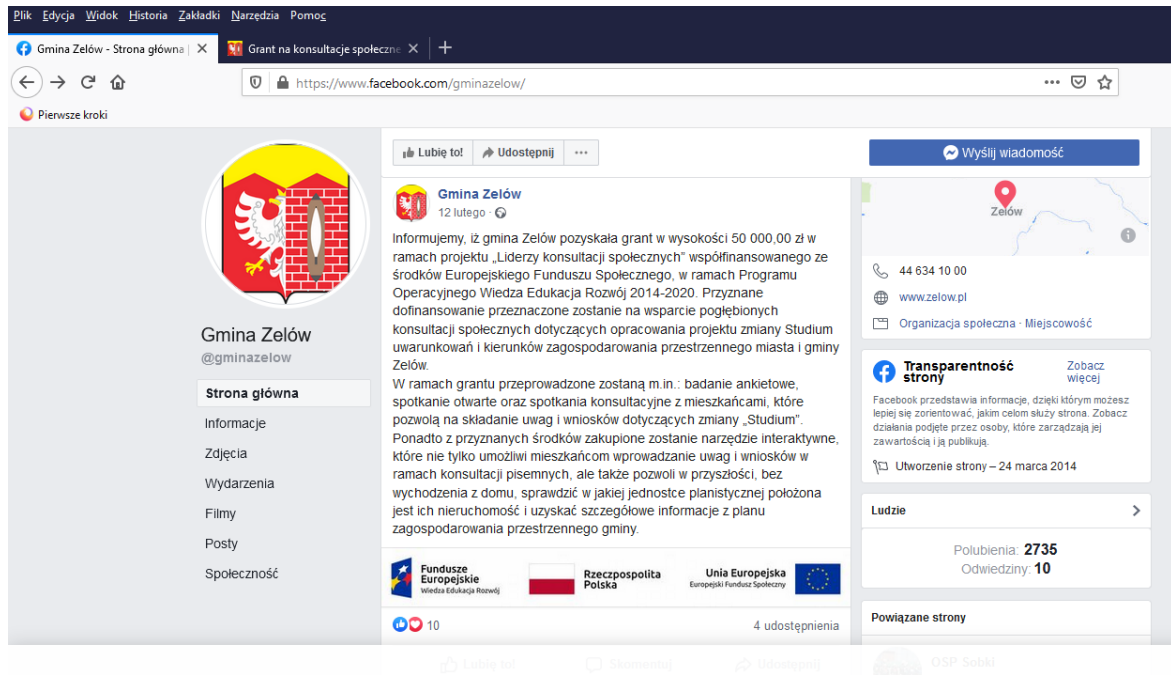 Plik Edycja Widok Historia Zakładki Narzędzia Pomoc
Gmina Zelów - Strona główna |
Grant na konsultacje społeczne
https://www.facebook.com/gminazelow/
Pierwsze kroki
Lubię to! Udostępnij ...
Wyślij wiadomość
Gmina Zelów
@gminazelow
Strona główna
Informacje
Zdjęcia
Wydarzenia
Filmy
Posty
Społeczność
Gmina Zelów
12 lutego ·
Informujemy, iż gmina Zelów pozyskała grant w wysokości 50 000,00 zł w
ramach projektu „Liderzy konsultacji społecznych” współfinansowanego ze
środków Europejskiego Funduszu Społecznego, w ramach Programu
Operacyjnego Wiedza Edukacja Rozwój 2014-2020. Przyznane
dofinansowanie przeznaczone zostanie na wsparcie pogłębionych
konsultacji społecznych dotyczących opracowania projektu zmiany Studium
uwarunkowań i kierunków zagospodarowania przestrzennego miasta i gminy
Zelów.
W ramach grantu przeprowadzone zostaną m.in.: badanie ankietowe,
spotkanie otwarte oraz spotkania konsultacyjne z mieszkańcami, które
pozwolą na składanie uwag i wniosków dotyczących zmiany „Studium”.
Ponadto z przyznanych środków zakupione zostanie narzędzie interaktywne,
które nie tylko umożliwi mieszkańcom wprowadzanie uwag i wniosków w
ramach konsultacji pisemnych, ale także pozwoli w przyszłości, bez
wychodzenia z domu, sprawdzić w jakiej jednostce planistycznej położona
jest ich nieruchomość i uzyskać szczegółowe informacje z planu
zagospodarowania przestrzennego gminy.
Fundusze
Europejskie
Wiedza Edukacja Rozwój
Rzeczpospolita
Polska
Unia Europejska
Europejski Fundusz Społeczny
10
4 udostępnienia
Lubię to! Skomentuj Udostępnij
Zelów
44 634 10 00
www.zelow.pl
Organizacja społeczna · Miejscowość
Transparentność
strony
Zobacz
więcej
Facebook przedstawia informacje, dzięki którym możesz
lepiej się zorientować, jakim celom służy strona. Zobacz
działania podjęte przez osoby, które zarządzają jej
zawartością i ją publikują.
Utworzenie strony – 24 marca 2014
Ludzie
Polubienia: 2735
Odwiedziny: 10
Powiązane strony
OSP Sobki